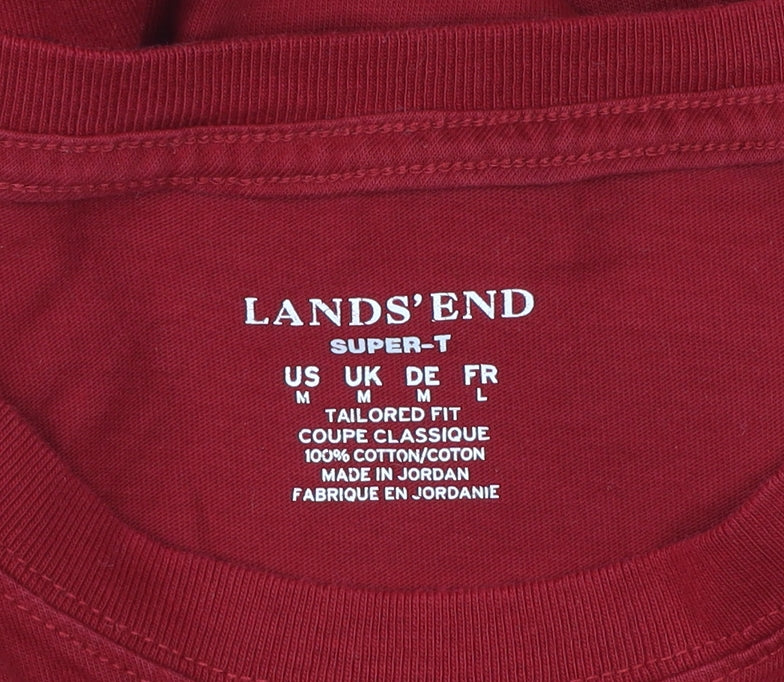 LANDS' END
SUPER-T
US UK DE FR
M M M L
TAILORED FIT
COUPE CLASSIQUE
100% COTTON/COTON
MADE IN JORDAN
FABRIQUE EN JORDANIE